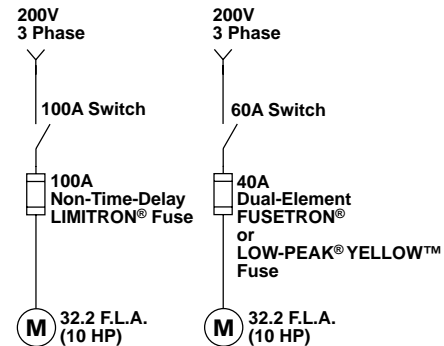 200V
3 Phase
100A Switch
100A
Non-Time-Delay
LIMITRON® Fuse
M
32.2 F.L.A.
(10 HP)
200V
3 Phase
60A Switch
40A
Dual-Element
FUSETRON®
or
LOW-PEAK® YELLOW™
Fuse
M
32.2 F.L.A.
(10 HP)